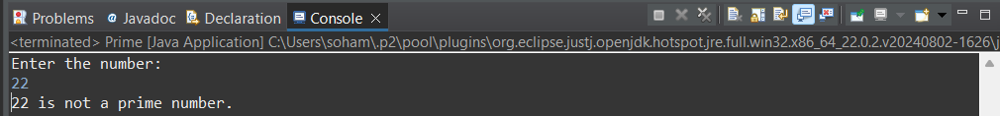 Problems @ Javadoc Declaration Console ×
<terminated> Prime [Java Application] C:\Users\soham\.p2\pool\plugins\org.eclipse.justj.openjdk.hotspot.jre.full.win32.x86_64_22.0.2.v20240802-1626\j
Enter the number:
22
22 is not a prime number.